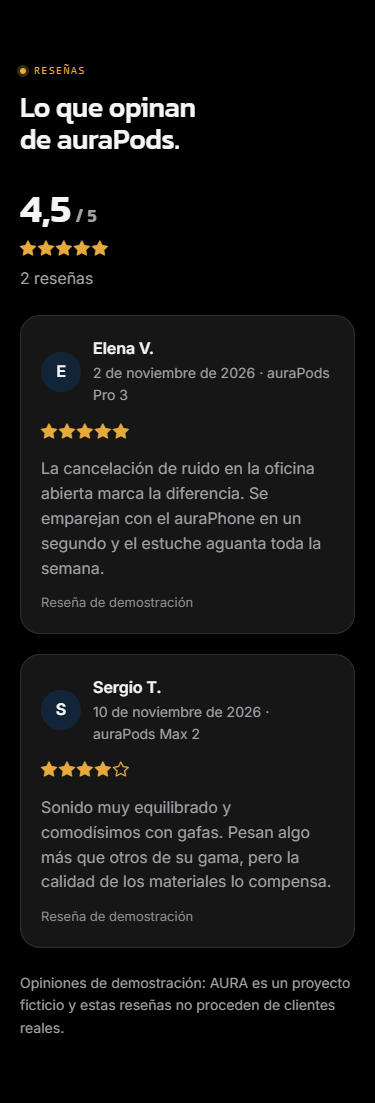 RESEÑAS
Lo que opinan
de auraPods.
4,5 / 5
2 reseñas
E
Elena V.
2 de noviembre de 2026 · auraPods
Pro 3
La cancelación de ruido en la oficina
abierta marca la diferencia. Se
emparejan con el auraPhone en un
segundo y el estuche aguanta toda la
semana.
Reseña de demostración
S
Sergio T.
10 de noviembre de 2026 ·
auraPods Max 2
Sonido muy equilibrado y
comodísimos con gafas. Pesan algo
más que otros de su gama, pero la
calidad de los materiales lo compensa.
Reseña de demostración
Opiniones de demostración: AURA es un proyecto
ficticio y estas reseñas no proceden de clientes
reales.